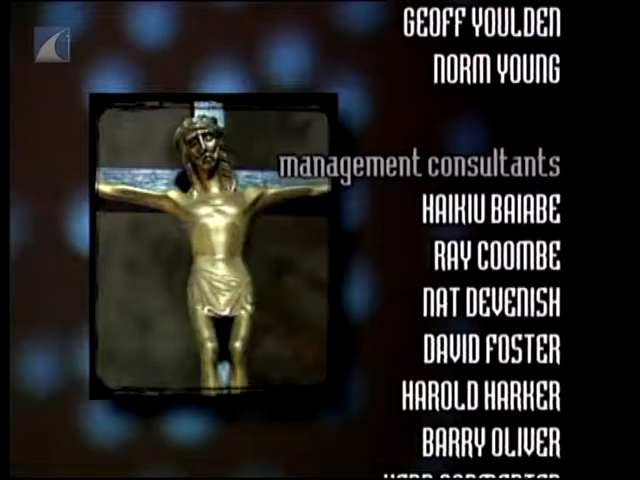 GEOFF YOULDEN
NORM YOUNG
management consultants
HAIKIU BAIABE
RAY COOMBE
NAT DEVENISH
DAVID FOSTER
HAROLD HARKER
BARRY OLIVER